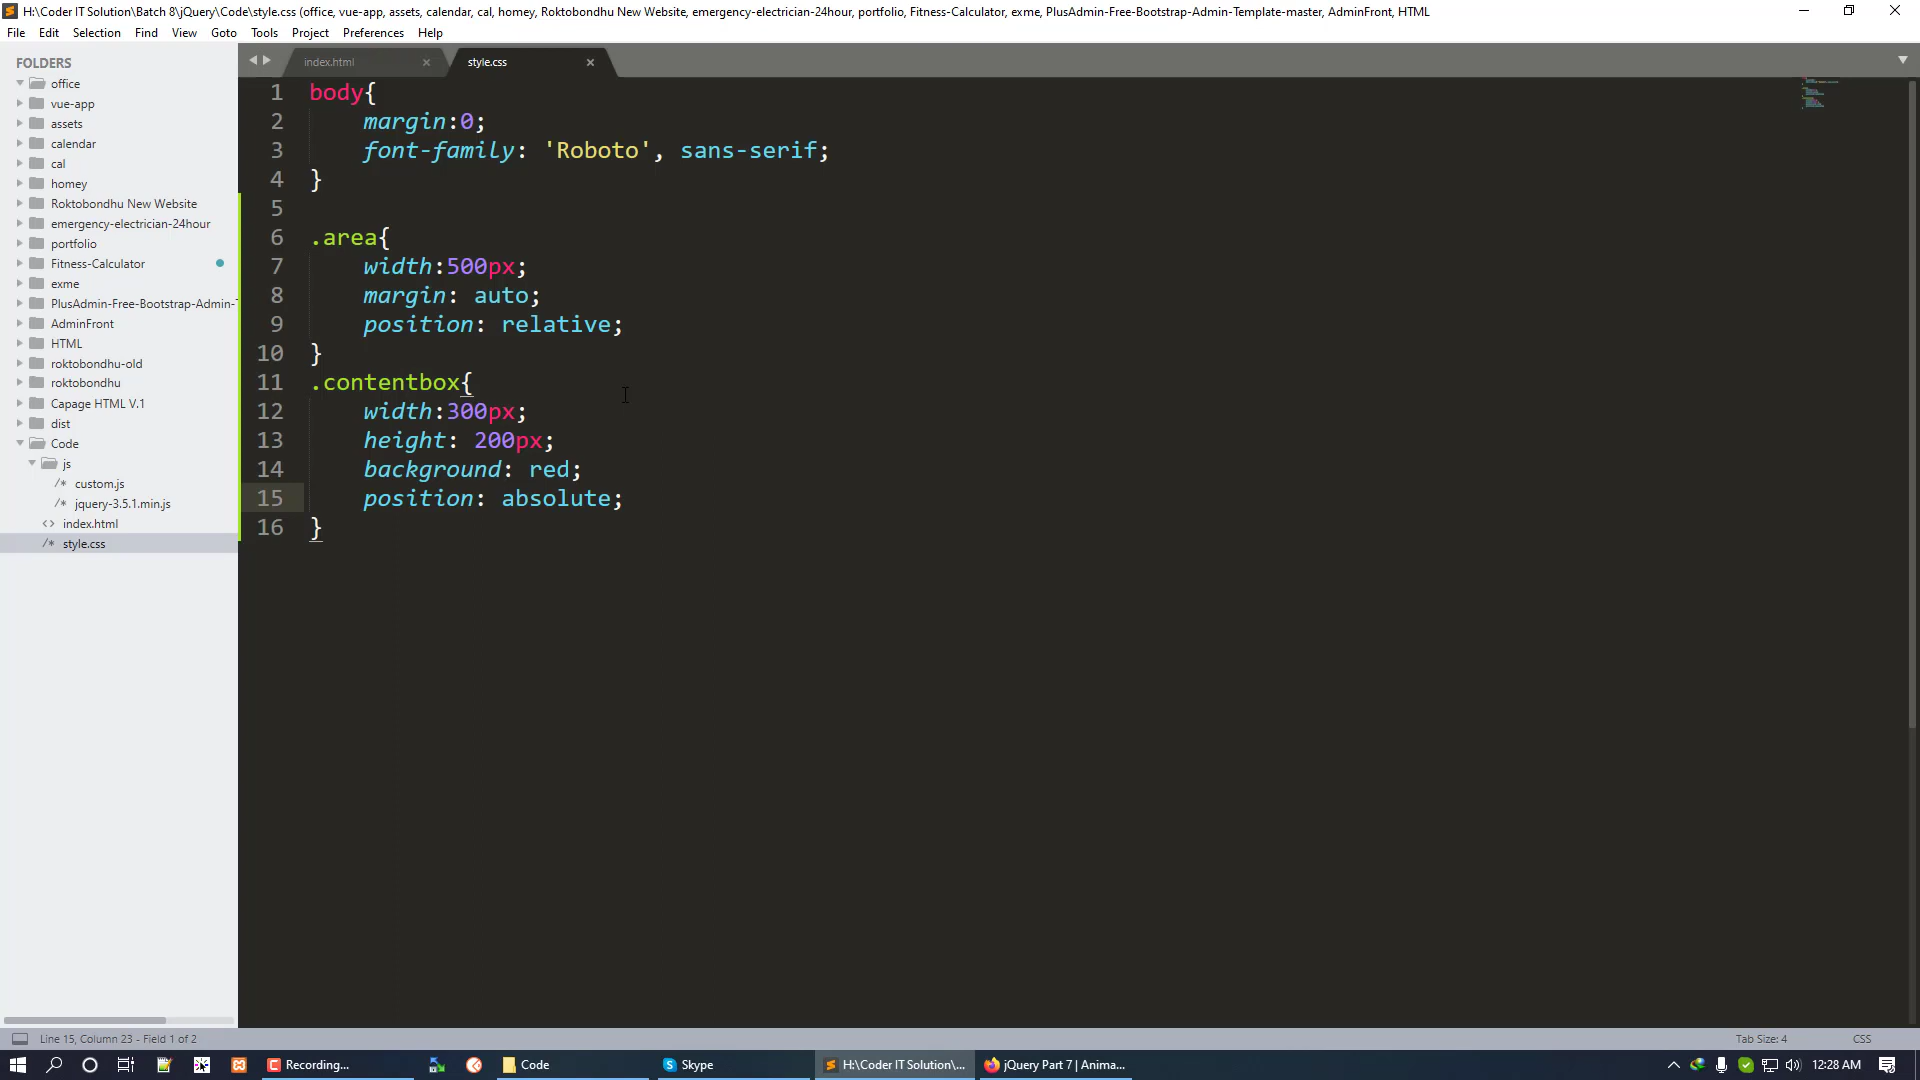 H:\Coder IT Solution\Batch 8\jQuery\Code\style.css (office, vue-app, assets, calendar, cal, homey, Roktobondhu New Website, emergency-electrician-24hour, portfolio, Fitness-Calculator, exme, PlusAdmin-Free-Bootstrap-Admin-Template-master, AdminFront, HTML
File Edit Selection Find View Goto Tools Project Preferences Help
FOLDERS
office
vue-app
assets
calendar
cal
homey
Roktobondhu New Website
emergency-electrician-24hour
portfolio
Fitness-Calculator
exme
PlusAdmin-Free-Bootstrap-Admin-T
AdminFront
HTML
roktobondhu-old
roktobondhu
Capage HTML V.1
dist
Code
js
/* custom.js
/* jquery-3.5.1.min.js
<> index.html
/* style.css
index.html
style.css
1 body{
2 margin:0;
3 font-family: 'Roboto', sans-serif;
4 }
5
6 .area{
7 width:500px;
8 margin: auto;
9 position: relative;
10 }
11 .contentbox{
12 width:300px;
13 height: 200px;
14 background: red;
15 position: absolute;
16 }
Line 15, Column 23 - Field 1 of 2
Tab Size: 4
CSS
Recording...
Code
Skype
H:\Coder IT Solution\...
jQuery Part 7 | Anima...
12:28 AM